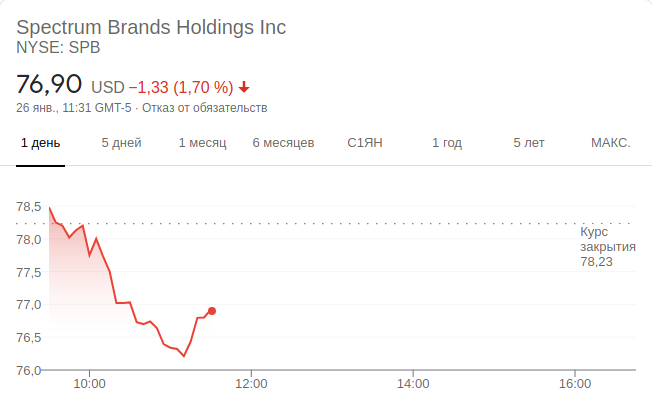 Spectrum Brands Holdings Inc
NYSE: SPB
76,90 USD −1,33 (1,70 %)
26 янв., 11:31 GMT-5 · Отказ от обязательств
1 день 5 дней 1 месяц 6 месяцев С1ЯН 1 год 5 лет МАКС.
78,5
Курс
закрытия
78,23
78,0
77,5
77,0
76,5
76,0
10:00 12:00 14:00 16:00